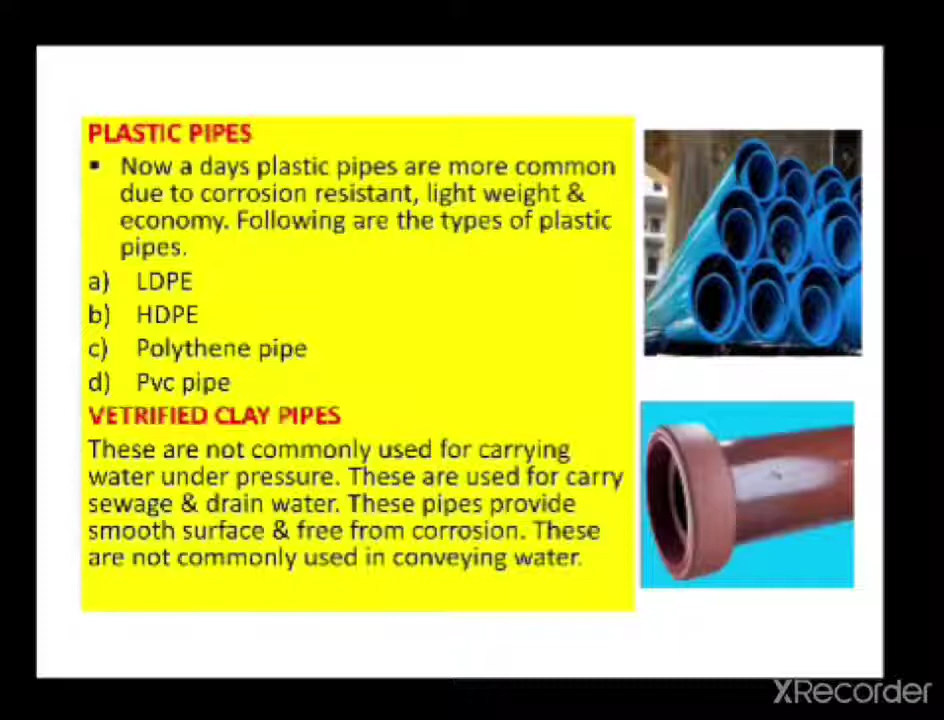 PLASTIC PIPES
▪ Now a days plastic pipes are more common
due to corrosion resistant, light weight &
economy. Following are the types of plastic
pipes.
a) LDPE
b) HDPE
c) Polythene pipe
d) Pvc pipe
VETRIFIED CLAY PIPES
These are not commonly used for carrying
water under pressure. These are used for carry
sewage & drain water. These pipes provide
smooth surface & free from corrosion. These
are not commonly used in conveying water.
XRecorder